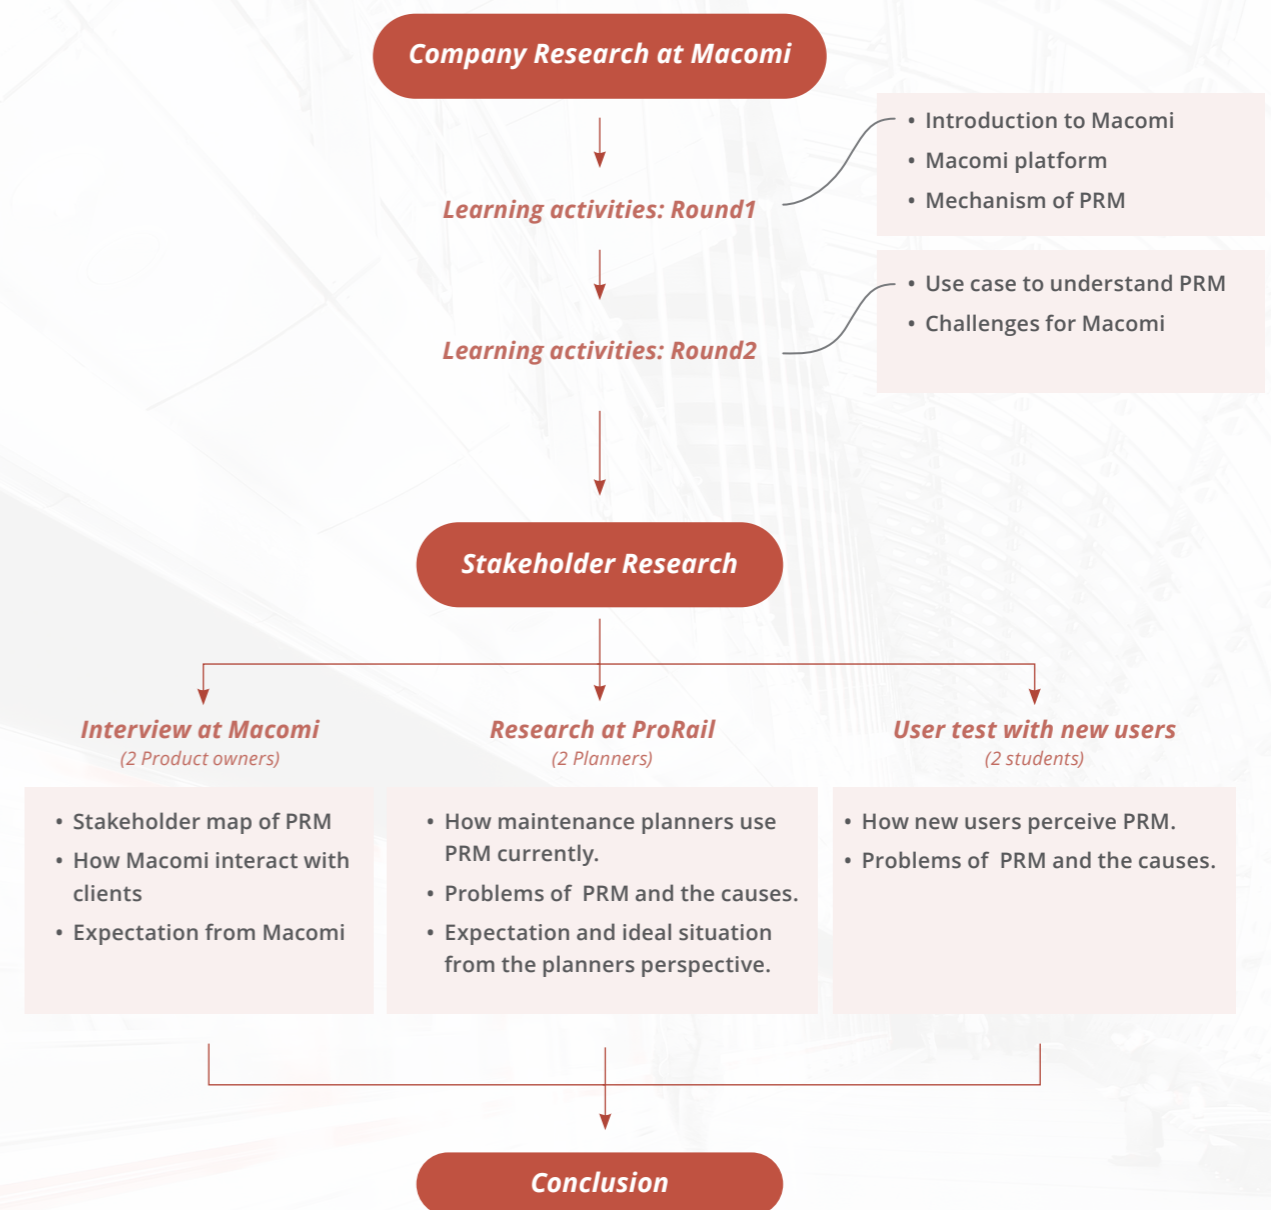 Company Research at Macomi
Learning activities: Round1
• Introduction to Macomi
• Macomi platform
• Mechanism of PRM
Learning activities: Round2
• Use case to understand PRM
• Challenges for Macomi
Stakeholder Research
Interview at Macomi
(2 Product owners)
• Stakeholder map of PRM
• How Macomi interact with
clients
• Expectation from Macomi
Research at ProRail
(2 Planners)
• How maintenance planners use
PRM currently.
• Problems of  PRM and the causes.
• Expectation and ideal situation
from the planners perspective.
User test with new users
(2 students)
• How new users perceive PRM.
• Problems of  PRM and the causes.
Conclusion